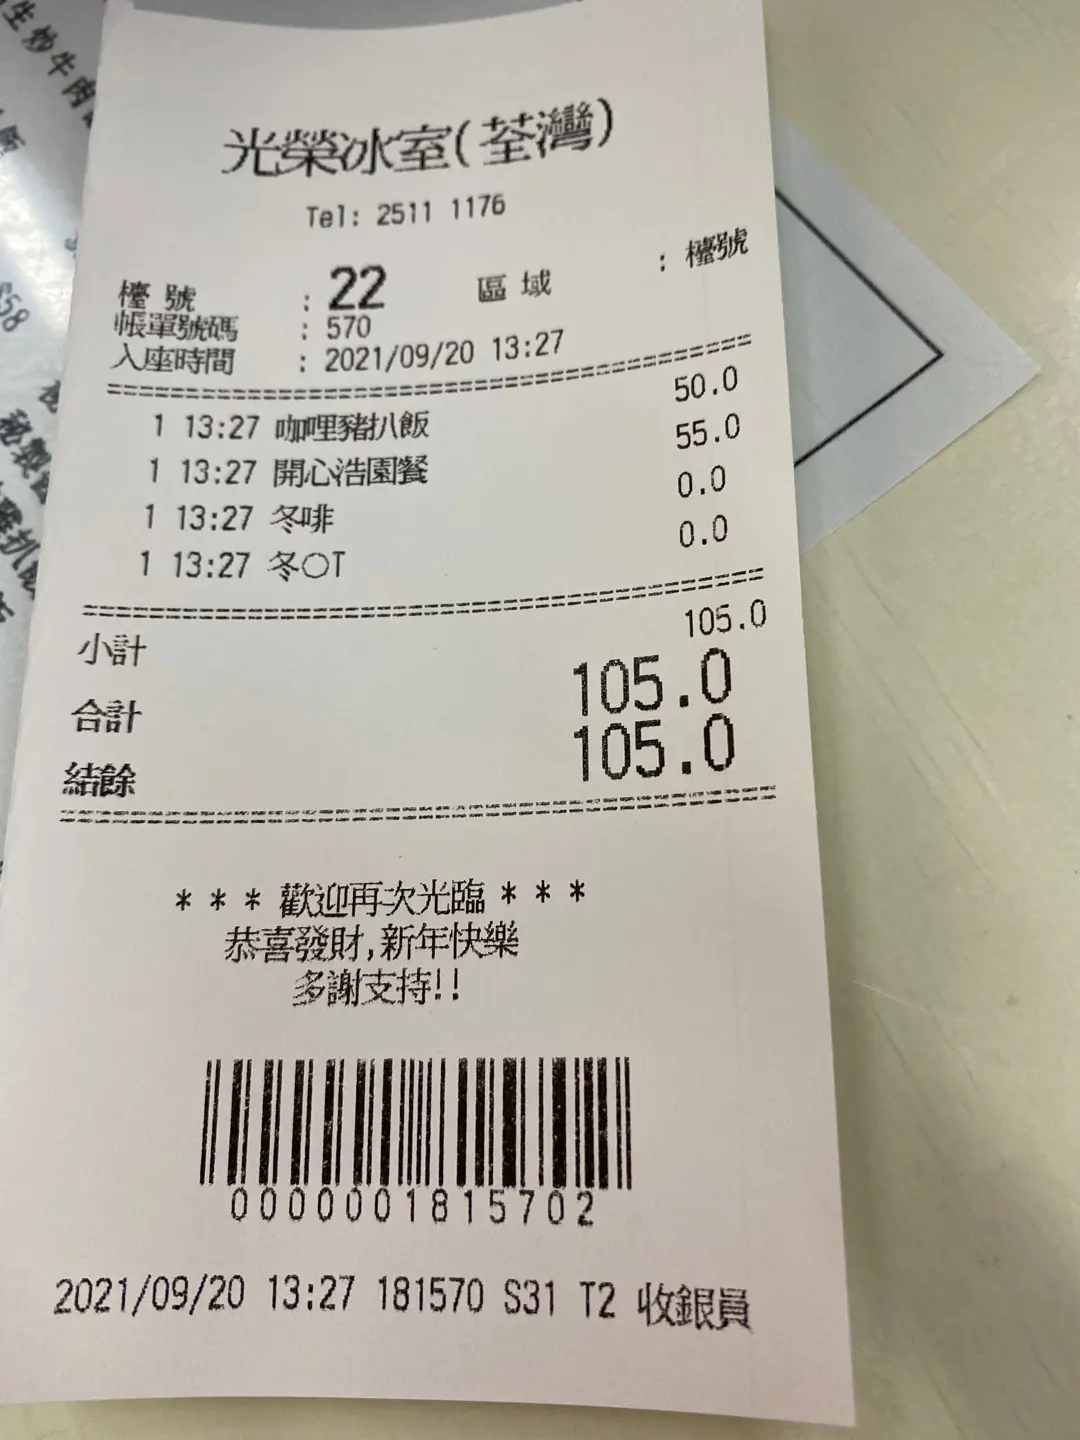 光榮冰室(荃灣)
Tel: 2511 1176
檯號 : 22 區域 : 檯號
帳單號碼 : 570
入座時間 : 2021/09/20 13:27
1 13:27 咖哩豬扒飯 50.0
1 13:27 開心浩園餐 55.0
1 13:27 冬啡 0.0
1 13:27 冬○T 0.0
小計 105.0
合計 105.0
結餘 105.0
* * * 歡迎再次光臨 * * *
恭喜發財,新年快樂
多謝支持!!
0000001815702
2021/09/20 13:27 181570 S31 T2 收銀員
生炒牛肉
58